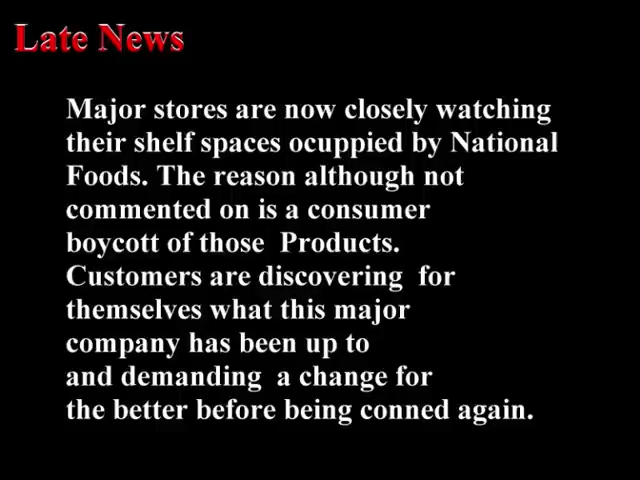 Late News
Major stores are now closely watching
their shelf spaces ocuppied by National
Foods. The reason although not
commented on is a consumer
boycott of those  Products.
Customers are discovering  for
themselves what this major
company has been up to
and demanding  a change for
the better before being conned again.